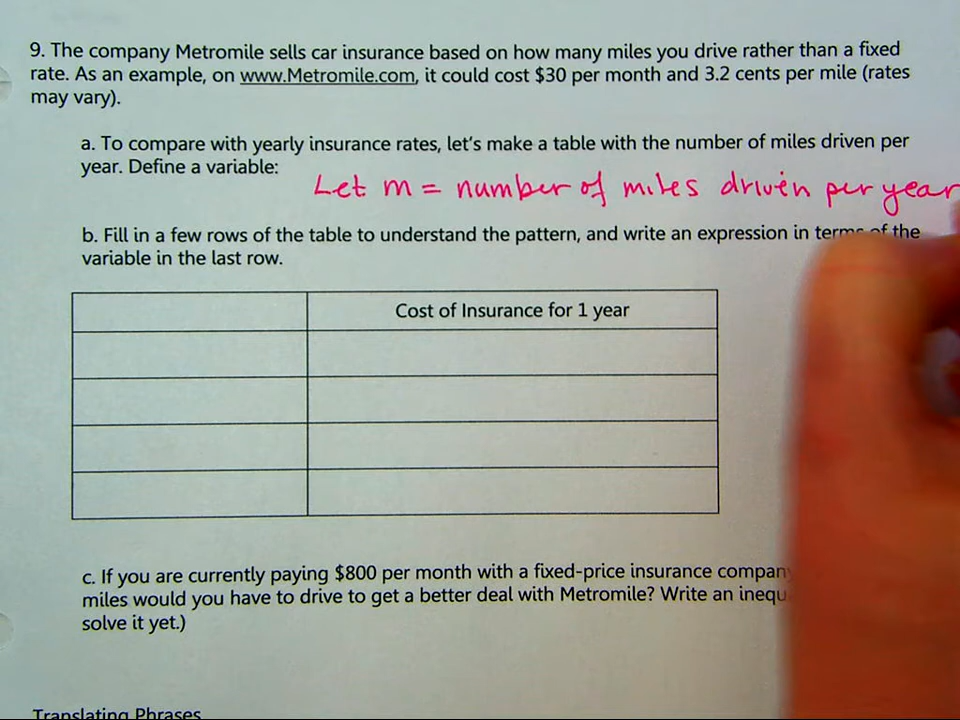 9. The company Metromile sells car insurance based on how many miles you drive rather than a fixed
rate. As an example, on www.Metromile.com, it could cost $30 per month and 3.2 cents per mile (rates
may vary).
a. To compare with yearly insurance rates, let's make a table with the number of miles driven per
year. Define a variable:
Let m = number of miles driven per year
b. Fill in a few rows of the table to understand the pattern, and write an expression in terms of the
variable in the last row.
Cost of Insurance for 1 year
c. If you are currently paying $800 per month with a fixed-price insurance
miles would you have to drive to get a better deal with Metromile? Write an
solve it yet.)
Translating Phrases